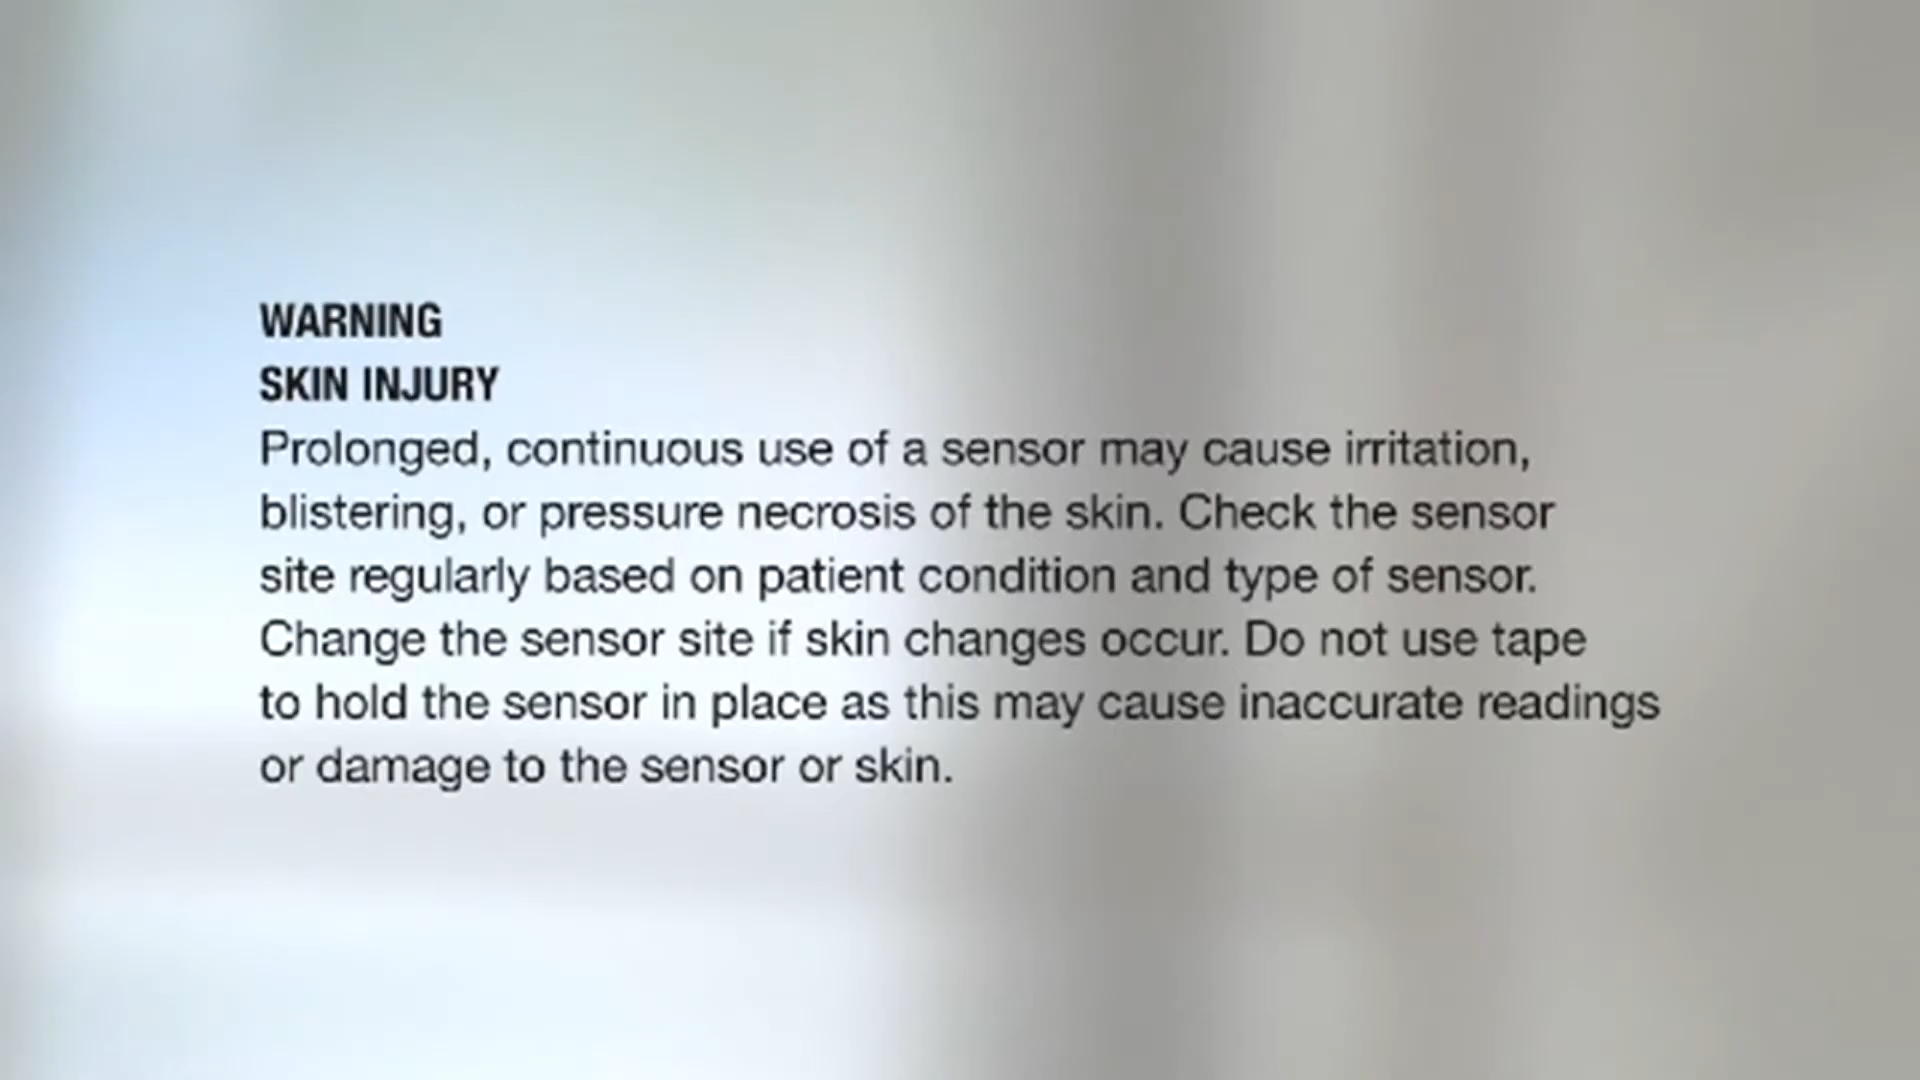 WARNING
SKIN INJURY
Prolonged, continuous use of a sensor may cause irritation,
blistering, or pressure necrosis of the skin. Check the sensor
site regularly based on patient condition and type of sensor.
Change the sensor site if skin changes occur. Do not use tape
to hold the sensor in place as this may cause inaccurate readings
or damage to the sensor or skin.